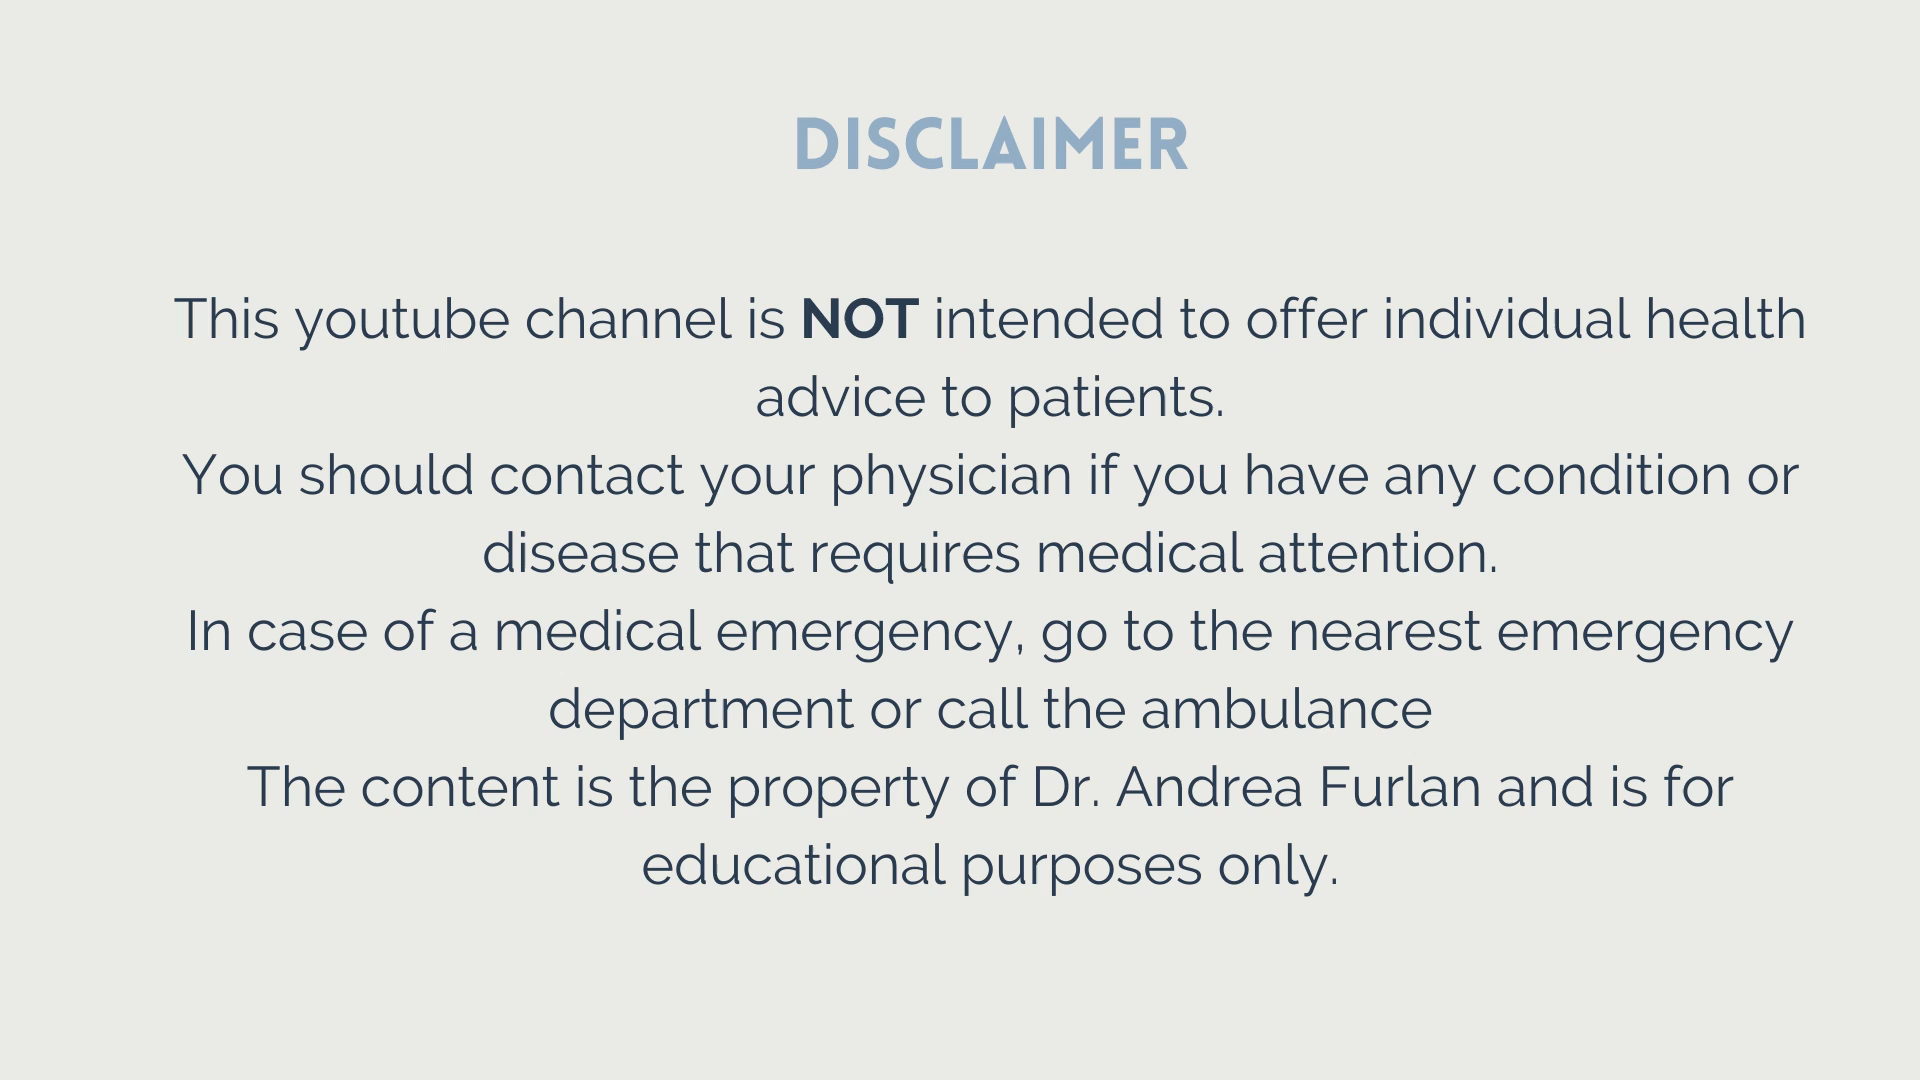 DISCLAIMER
This youtube channel is NOT intended to offer individual health
advice to patients.
You should contact your physician if you have any condition or
disease that requires medical attention.
In case of a medical emergency, go to the nearest emergency
department or call the ambulance
The content is the property of Dr. Andrea Furlan and is for
educational purposes only.